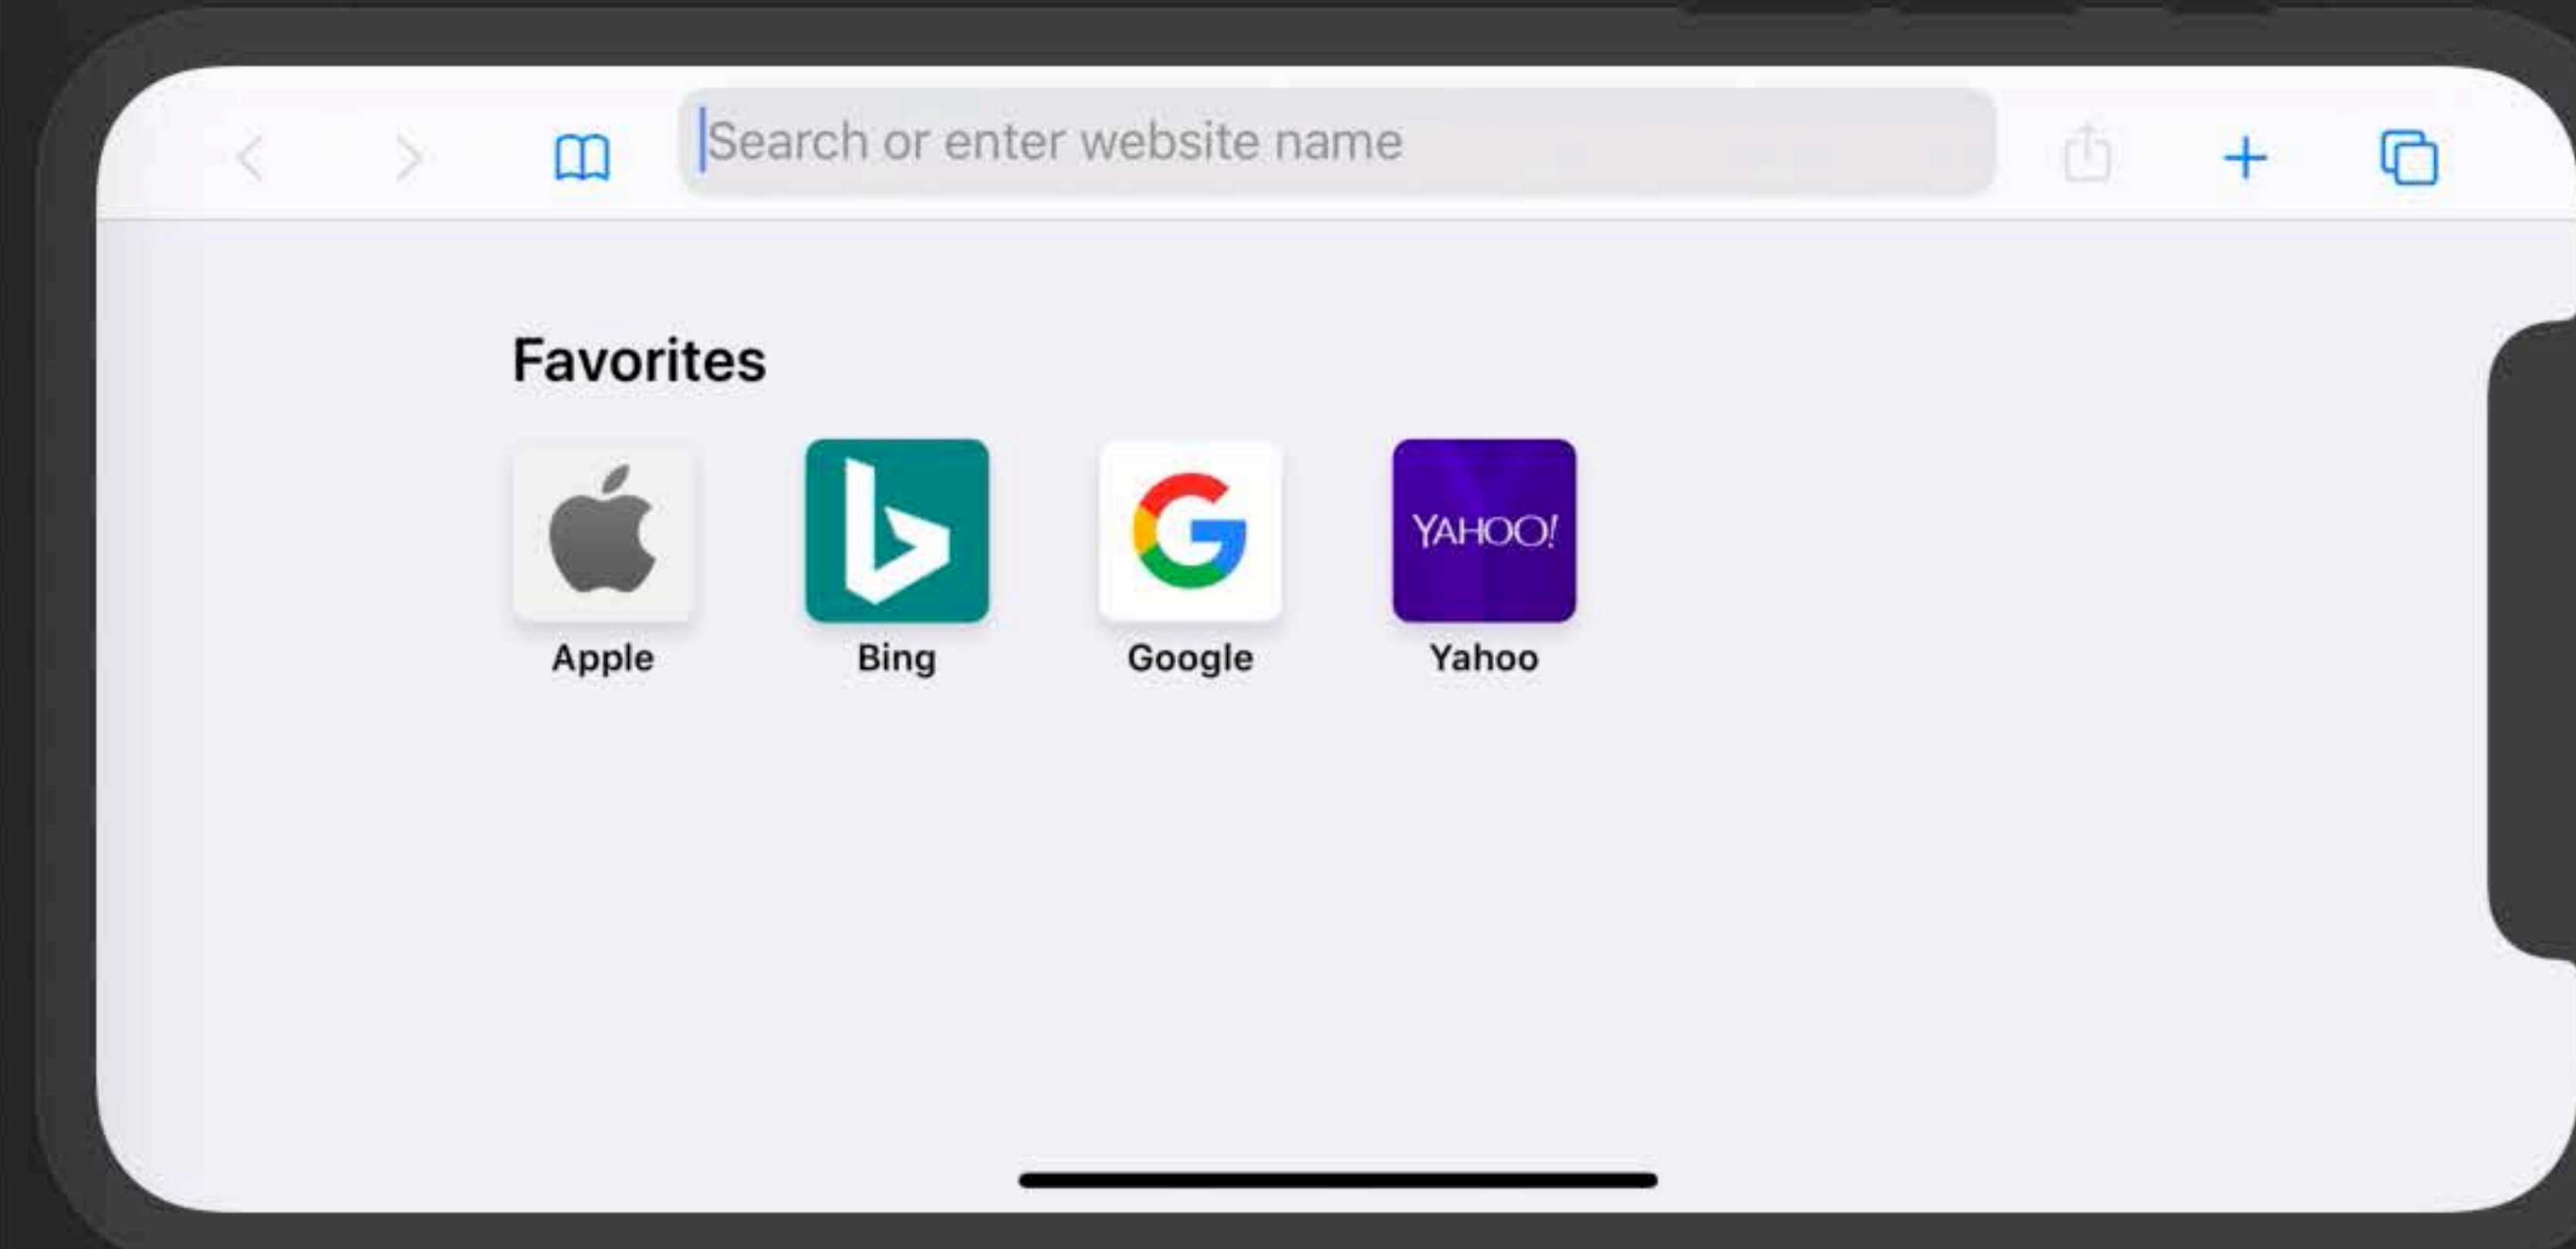 Search or enter website name
Favorites
YAHOO!
Apple
Bing
Google
Yahoo